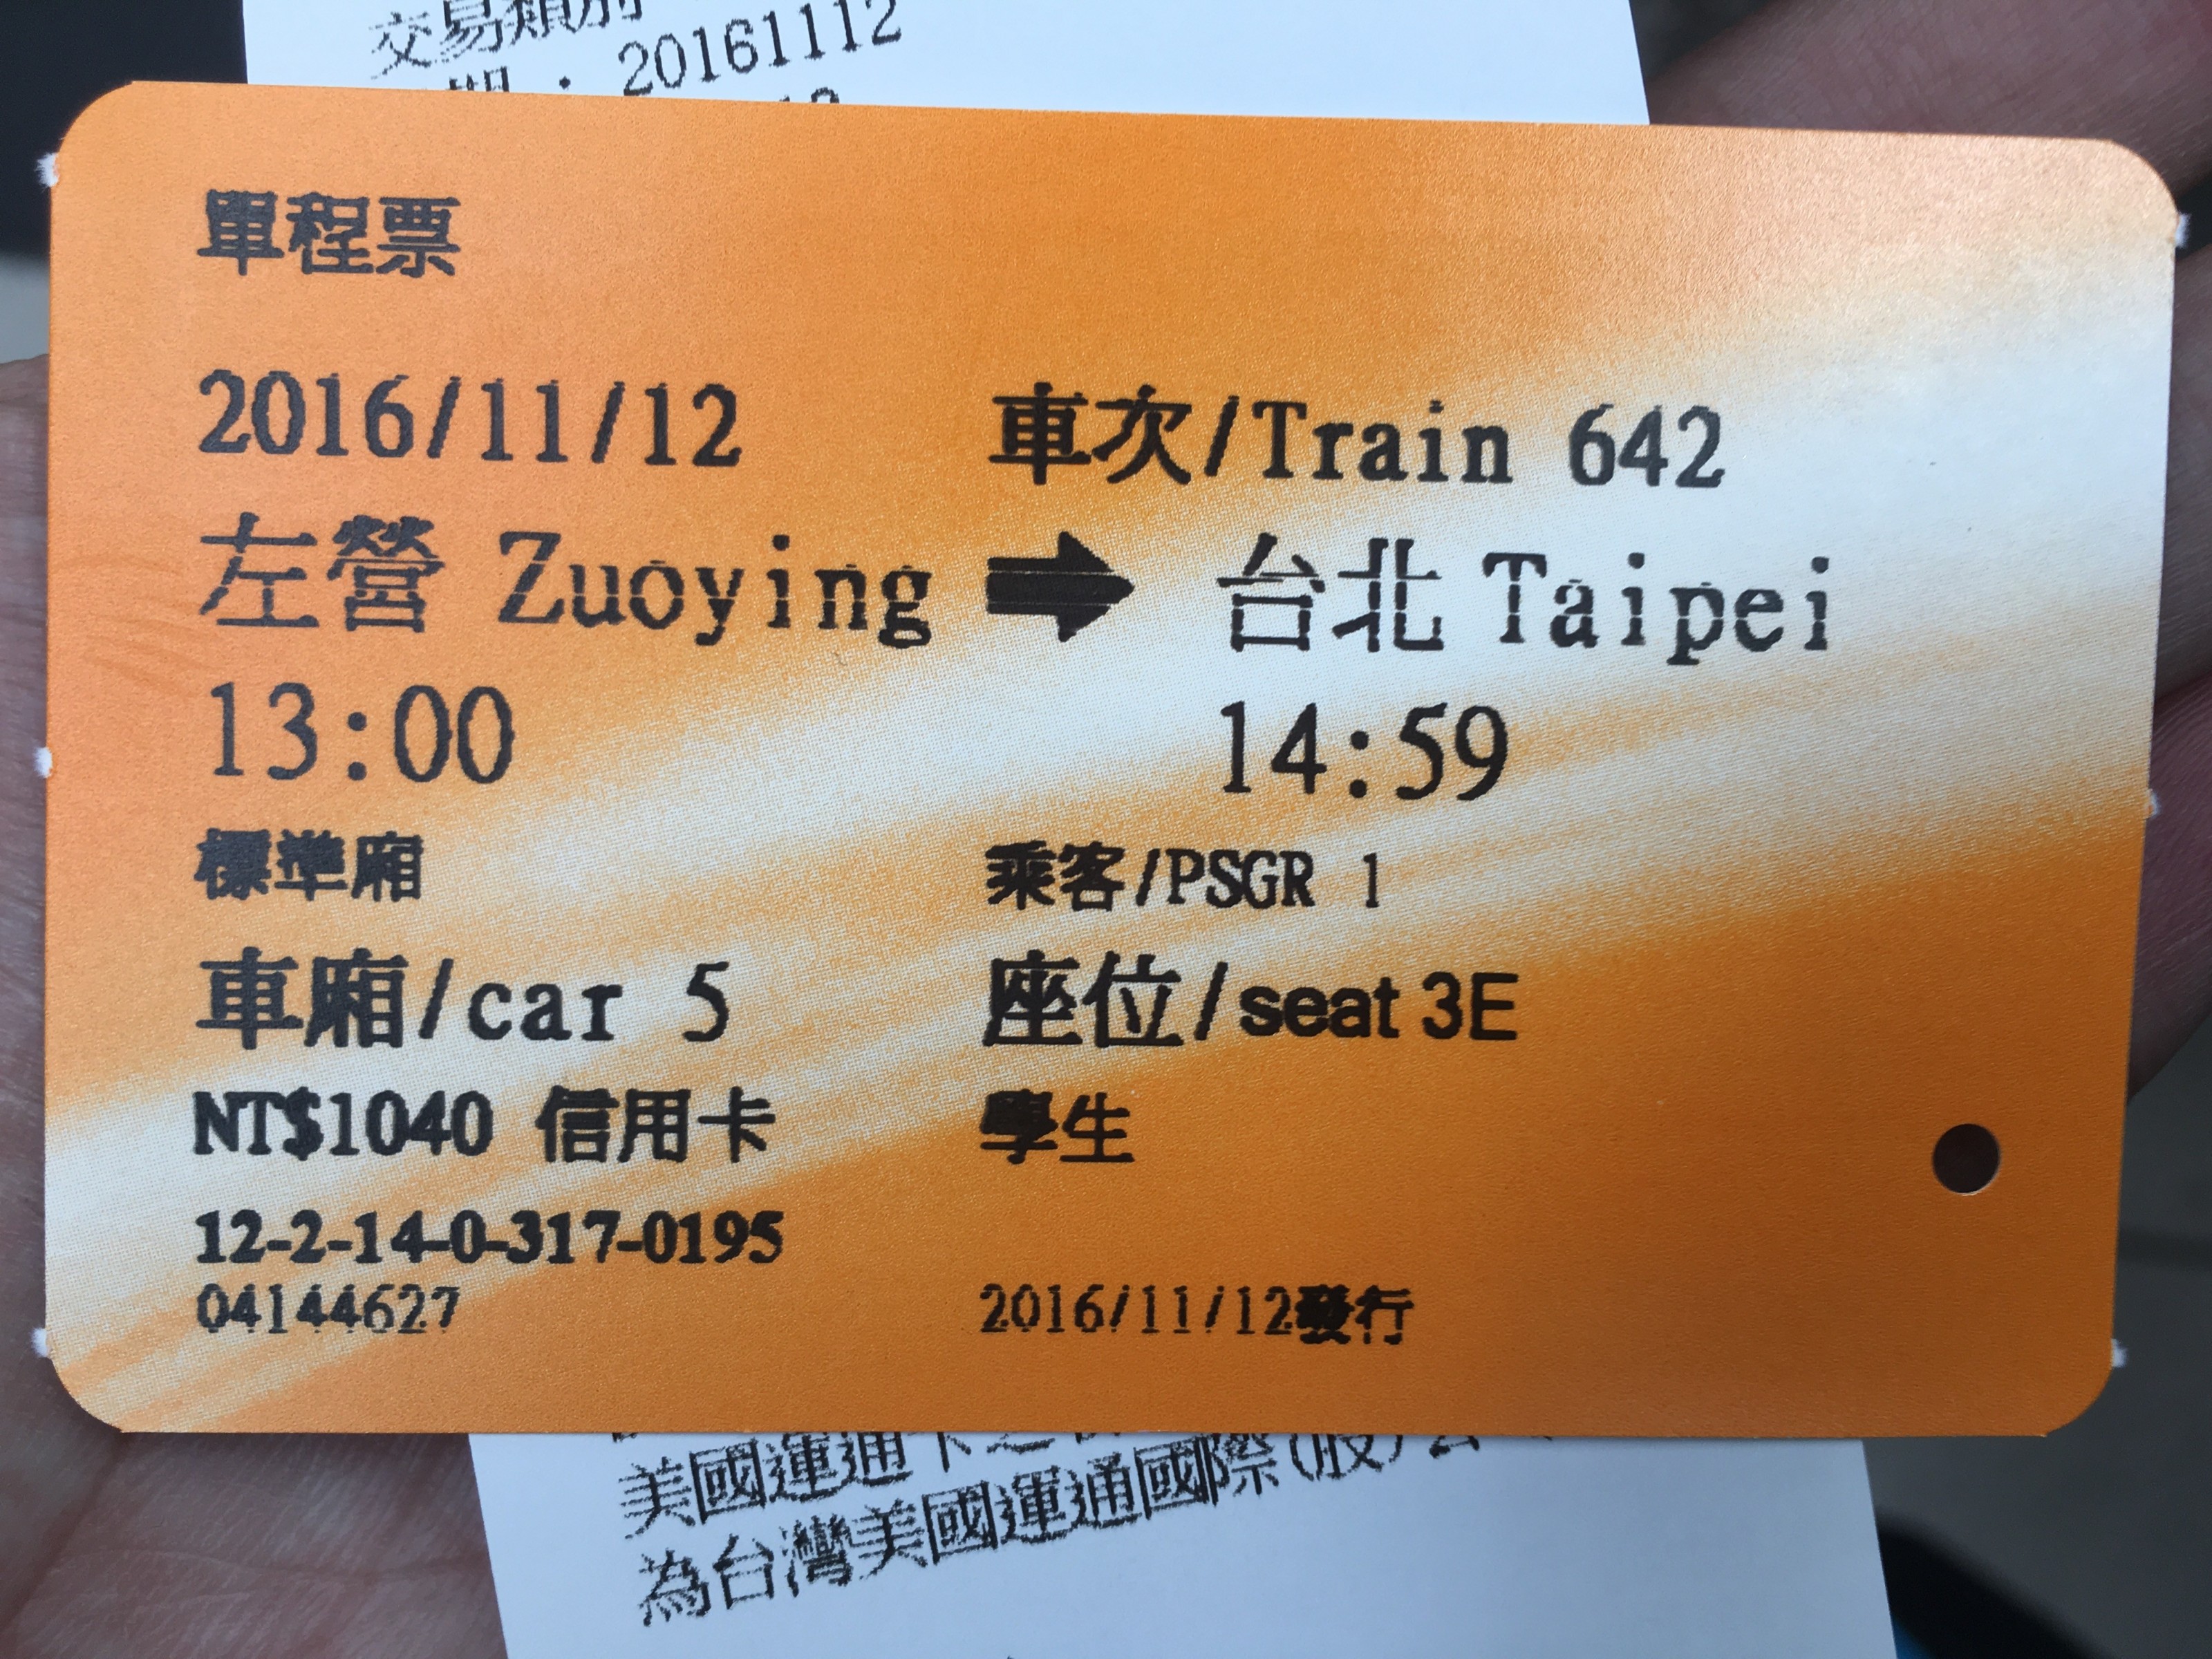 交易類別
期 : 20161112
單程票
2016/11/12 車次/Train 642
左營 Zuoying ➡ 台北 Taipei
13:00 14:59
標準廂 乘客/PSGR 1
車廂/car 5 座位/seat 3E
NT$1040 信用卡 學生
12-2-14-0-317-0195
04144627 2016/11/12發行
美國運通卡之
為台灣美國運通國際(股)公